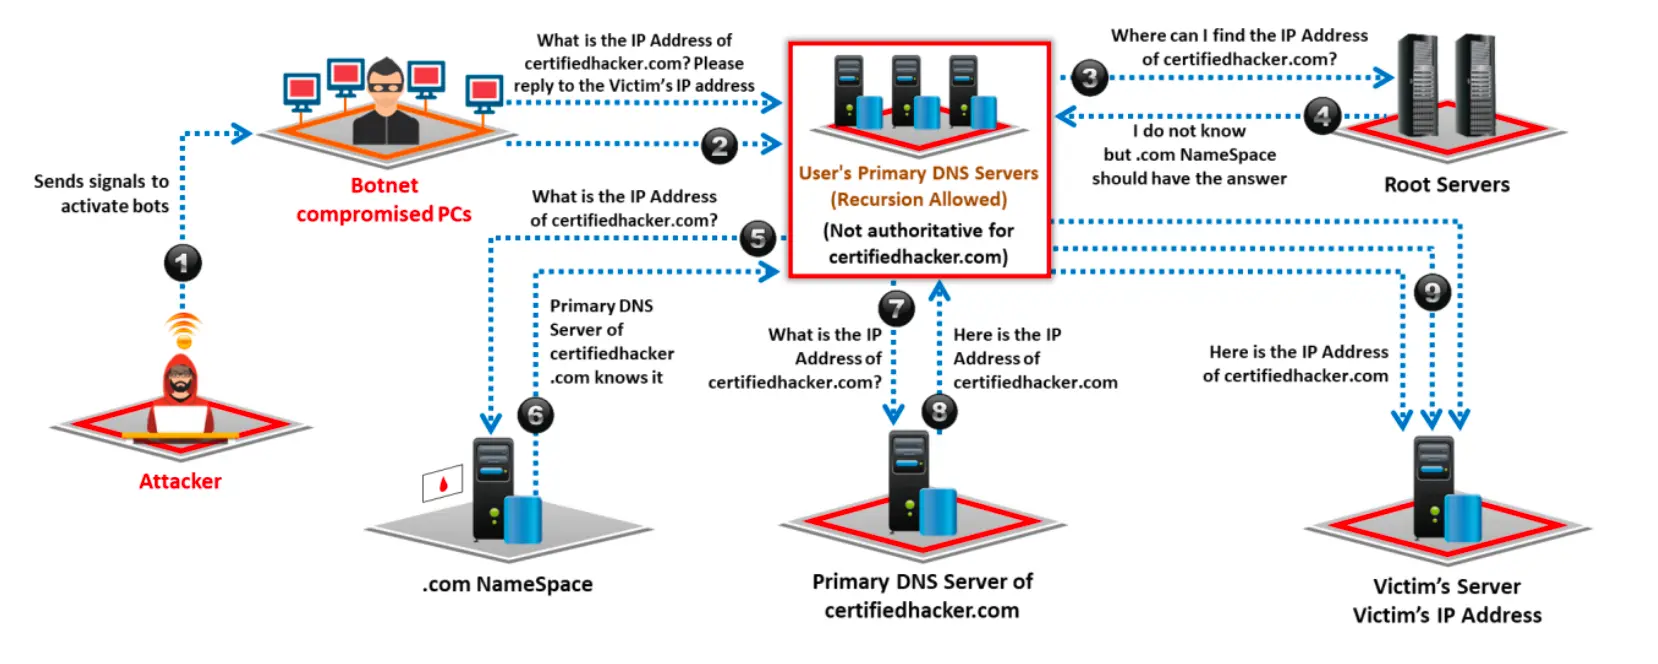 What is the IP Address of
certifiedhacker.com? Please
reply to the Victim's IP address
2
Sends signals to
activate bots
1
Botnet
compromised PCs
Attacker
User's Primary DNS Servers
(Recursion Allowed)
(Not authoritative for
certifiedhacker.com)
Where can I find the IP Address
of certifiedhacker.com?
3
4
I do not know
but .com NameSpace
should have the answer
Root Servers
What is the IP Address
of certifiedhacker.com?
5
Primary DNS
Server of
certifiedhacker
.com knows it
6
.com NameSpace
7
What is the IP
Address of
certifiedhacker.com?
Here is the IP
Address of
certifiedhacker.com
8
Primary DNS Server of
certifiedhacker.com
9
Here is the IP Address
of certifiedhacker.com
Victim's Server
Victim's IP Address